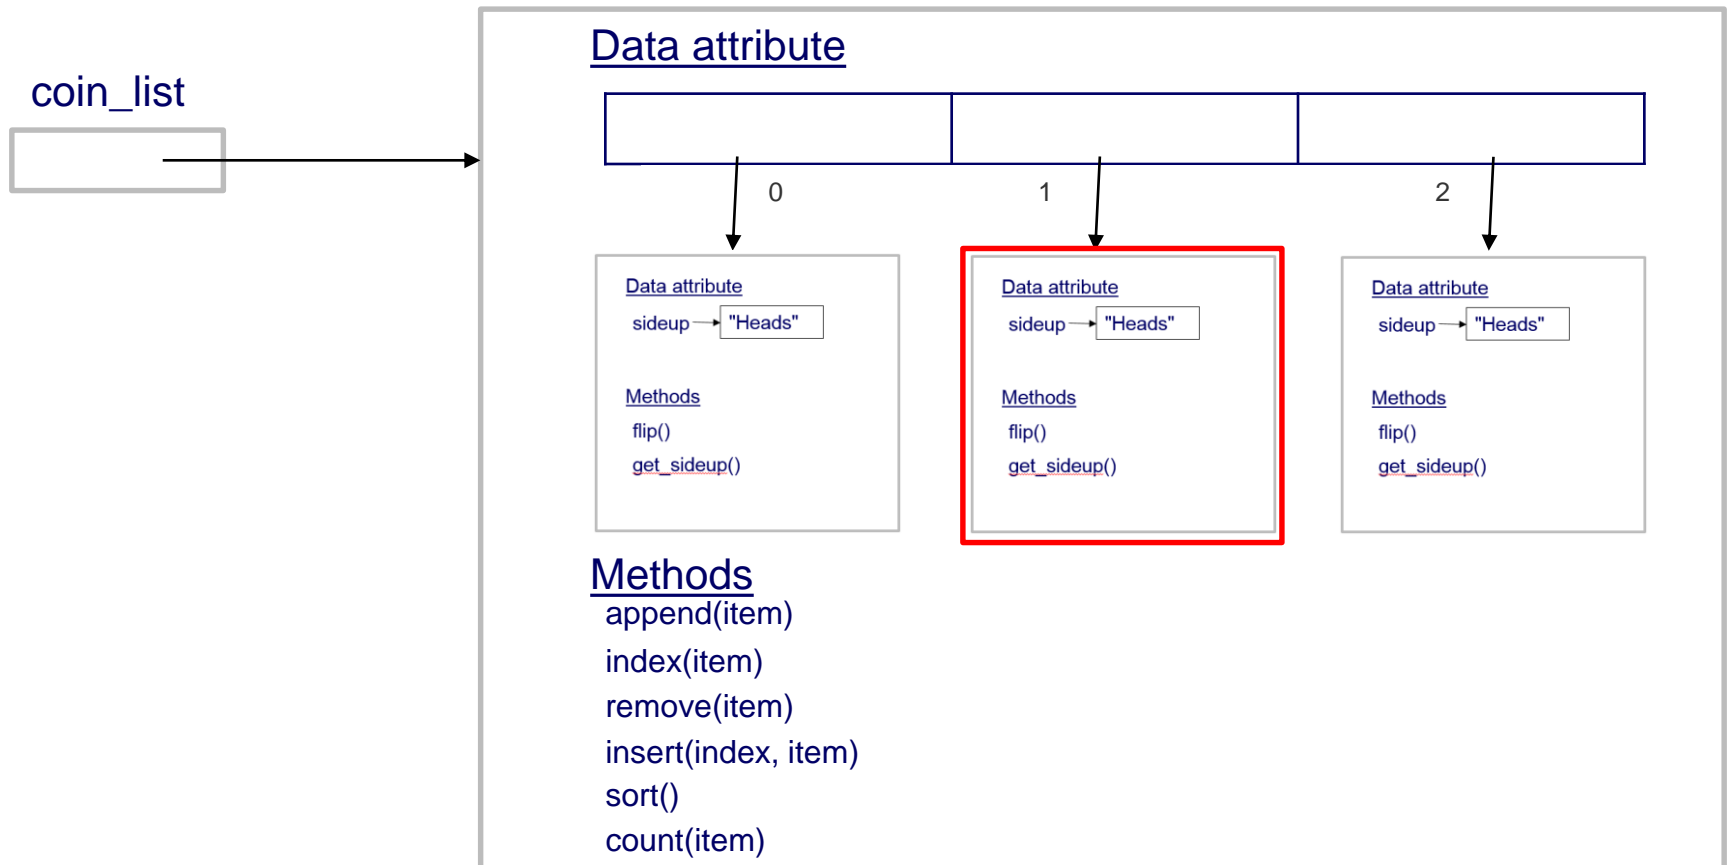 Data attribute
coin_list
0 1 2
Data attribute
sideup "Heads"
Methods
flip()
get_sideup()
Data attribute
sideup "Heads"
Methods
flip()
get_sideup()
Data attribute
sideup "Heads"
Methods
flip()
get_sideup()
Methods
append(item)
index(item)
remove(item)
insert(index, item)
sort()
count(item)